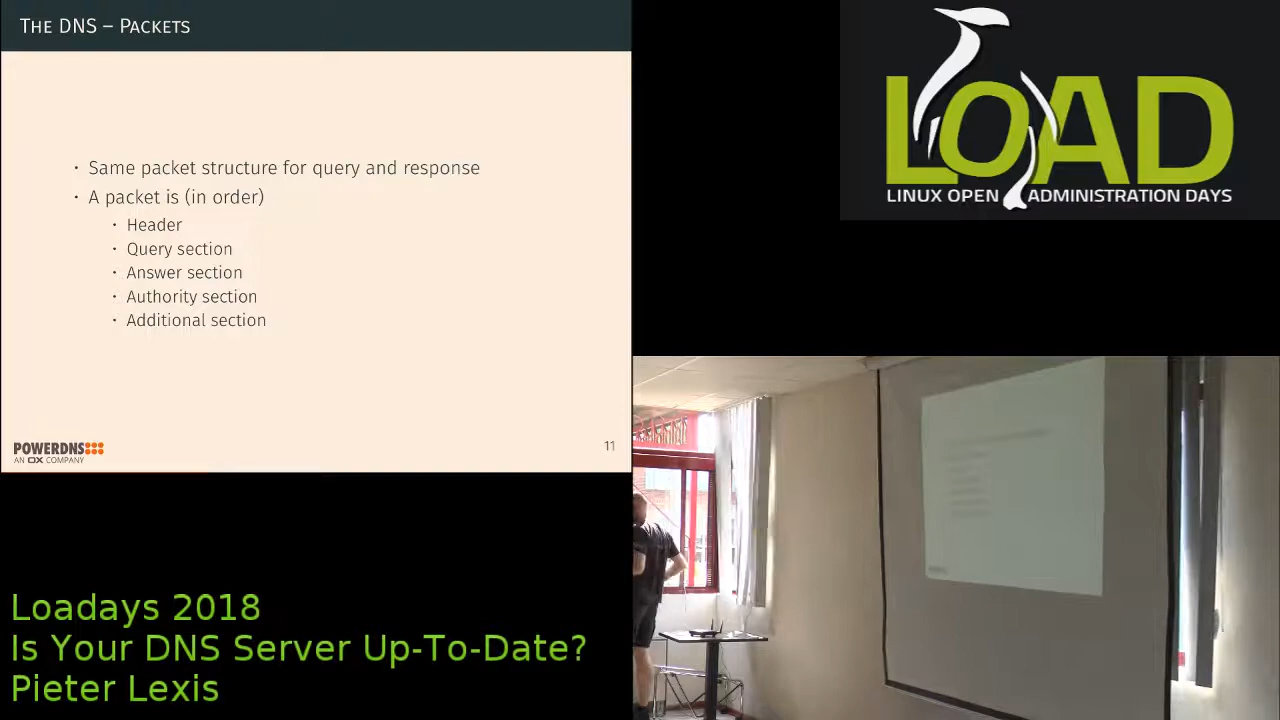 THE DNS – PACKETS
· Same packet structure for query and response
· A packet is (in order)
· Header
· Query section
· Answer section
· Authority section
· Additional section
POWERDNS
AN OX COMPANY
11
LOAD
LINUX OPEN ADMINISTRATION DAYS
Loadays 2018
Is Your DNS Server Up-To-Date?
Pieter Lexis